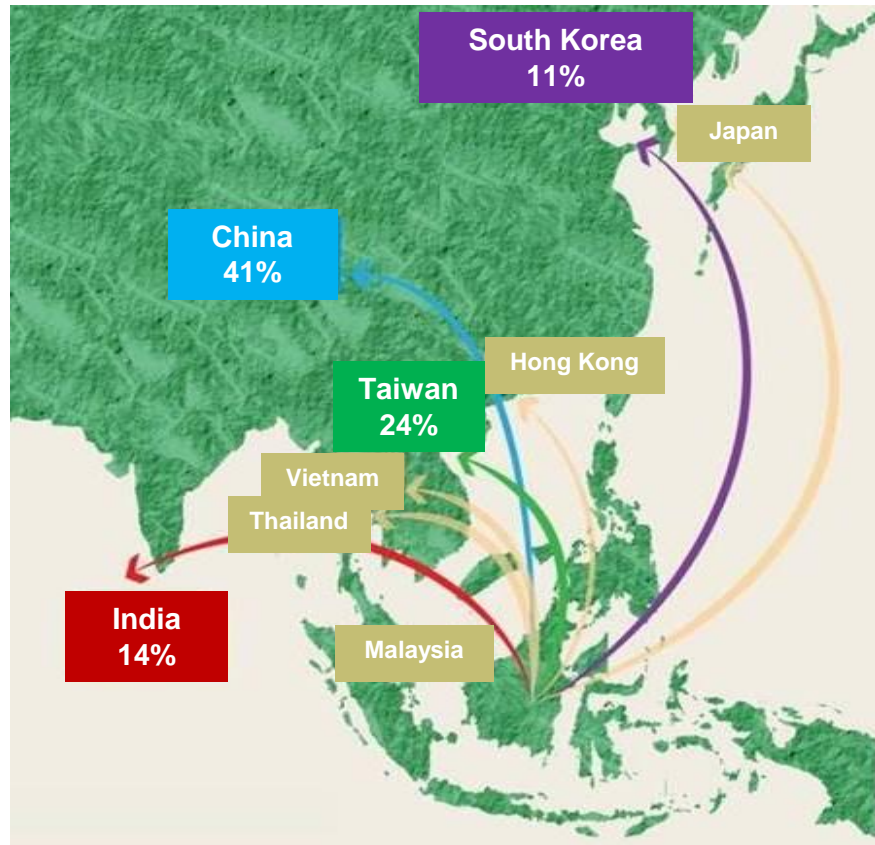 South Korea
11%
Japan
China
41%
Hong Kong
Taiwan
24%
Vietnam
Thailand
India
14%
Malaysia